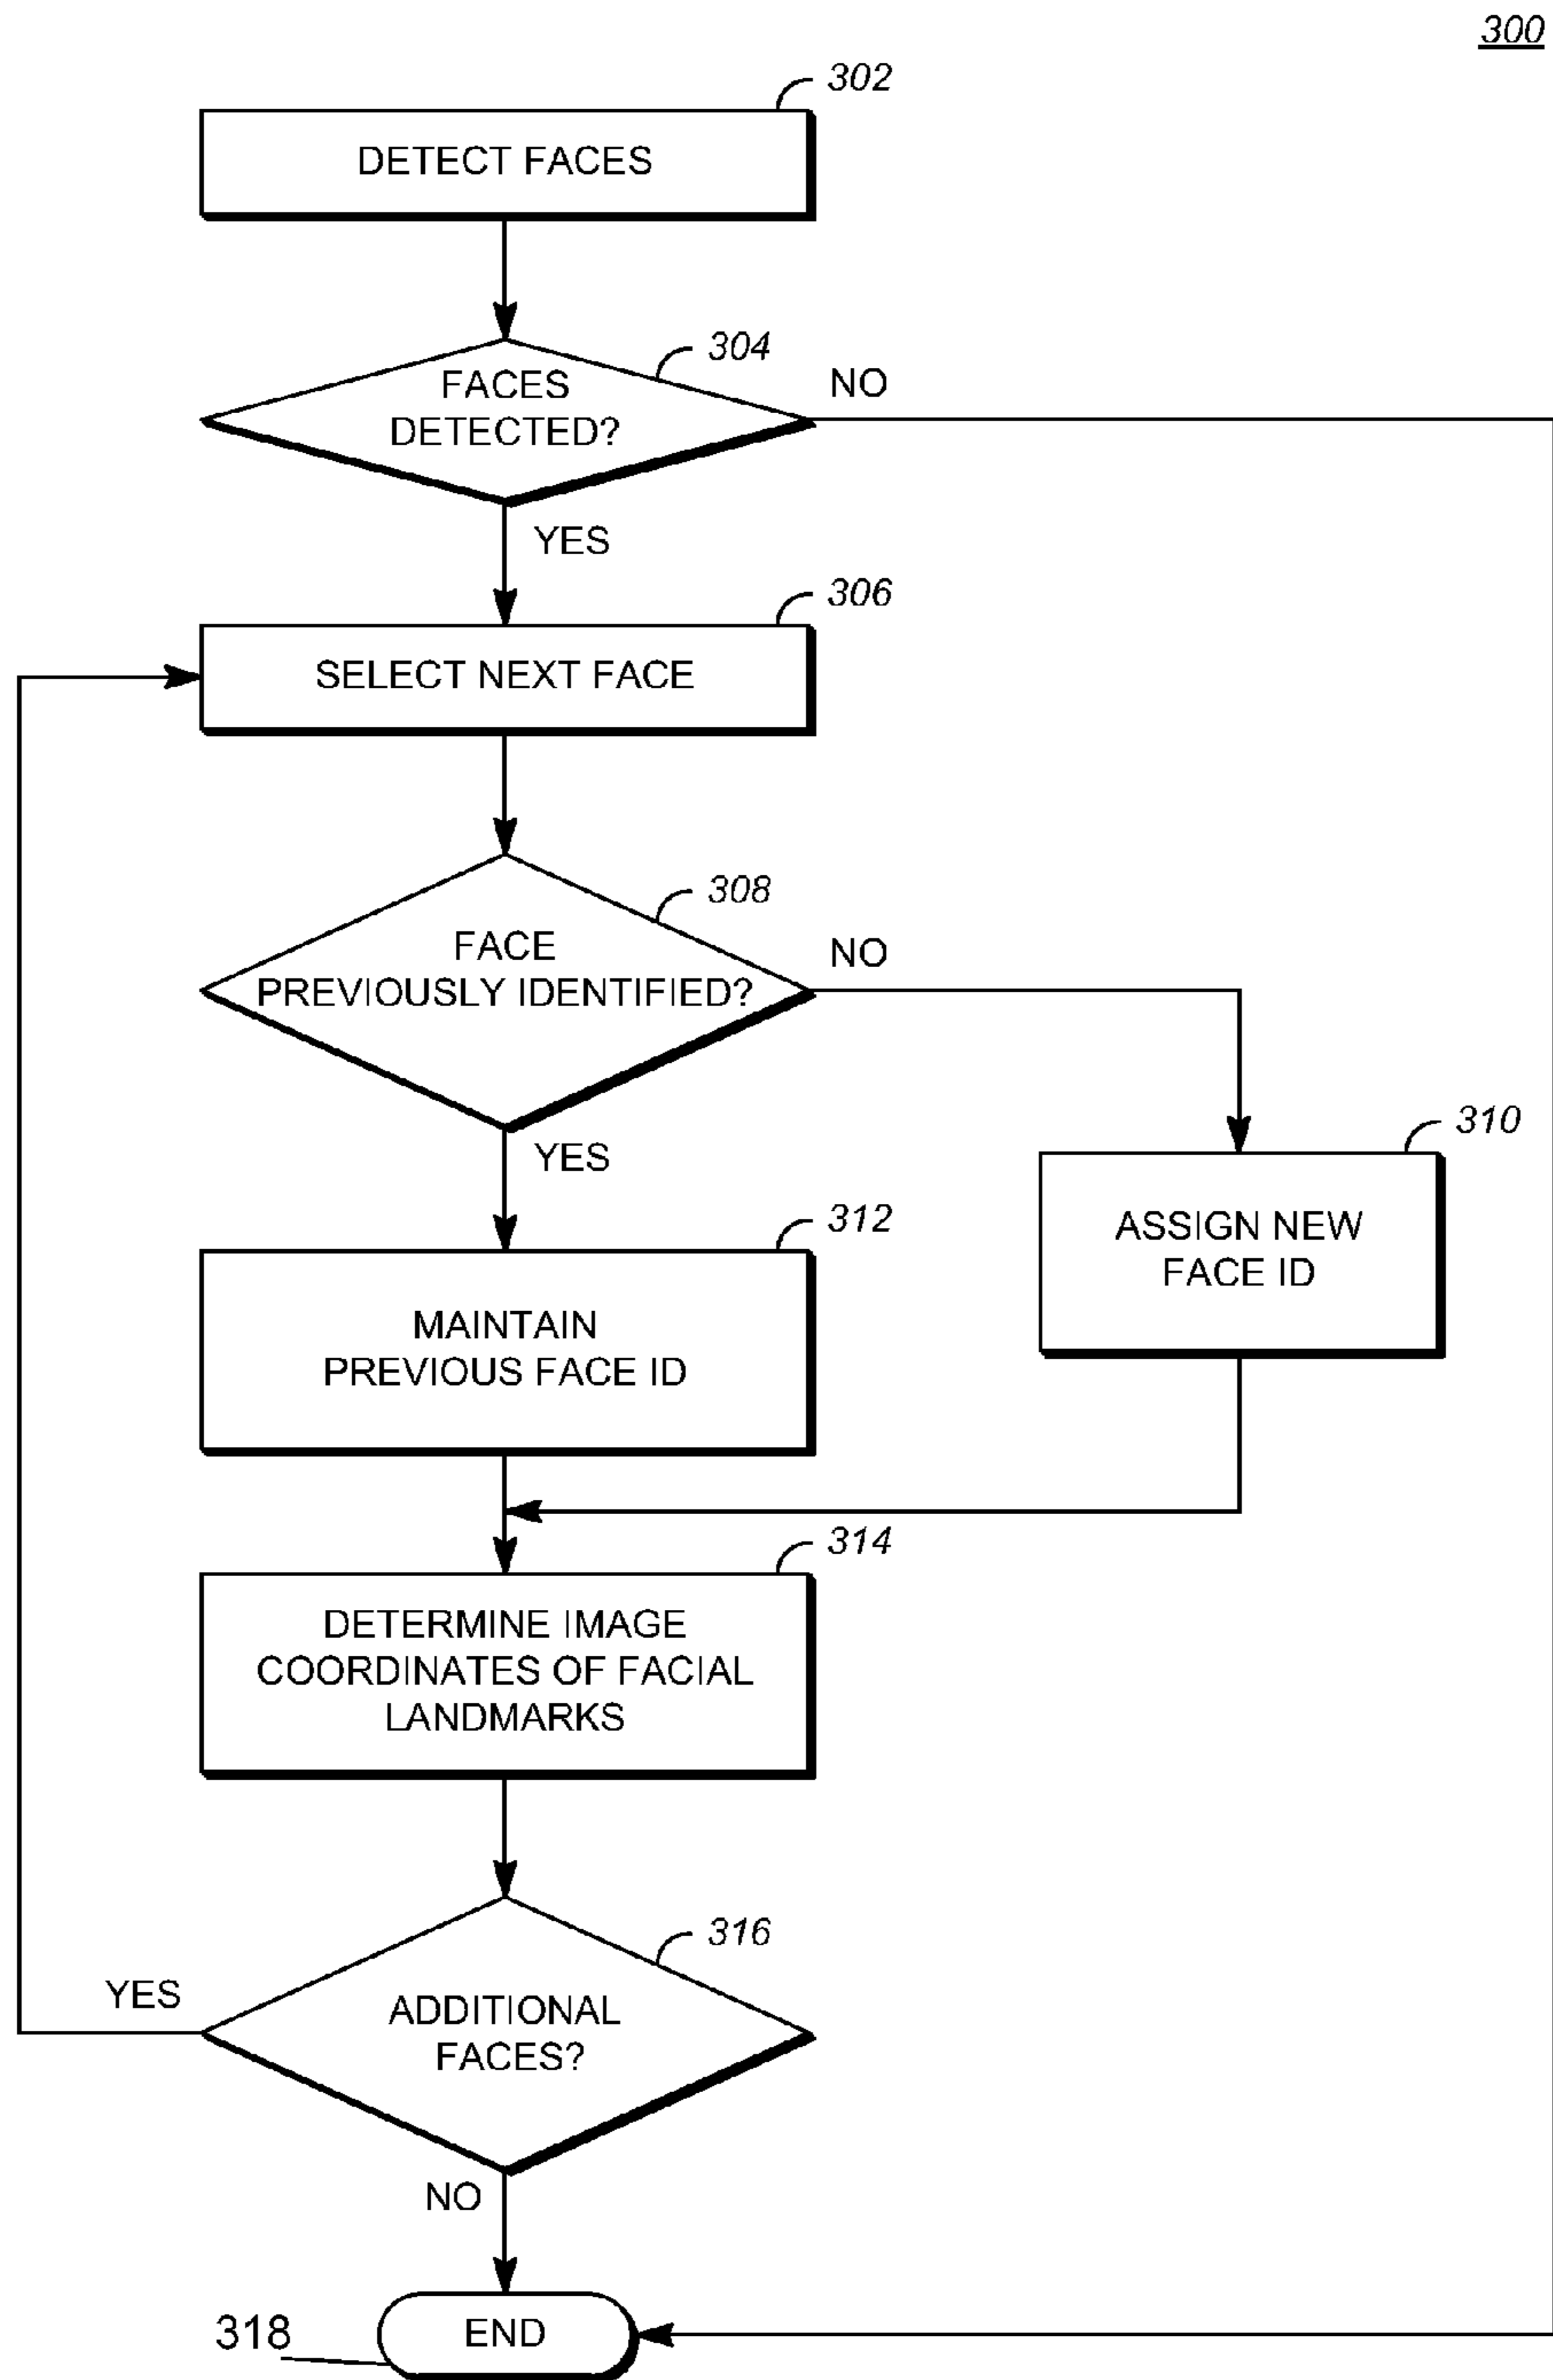 300
302
DETECT FACES
304
FACES
DETECTED?
NO
YES
306
SELECT NEXT FACE
308
FACE
PREVIOUSLY IDENTIFIED?
NO
YES
310
ASSIGN NEW
FACE ID
312
MAINTAIN
PREVIOUS FACE ID
314
DETERMINE IMAGE
COORDINATES OF FACIAL
LANDMARKS
316
YES
ADDITIONAL
FACES?
NO
318
END